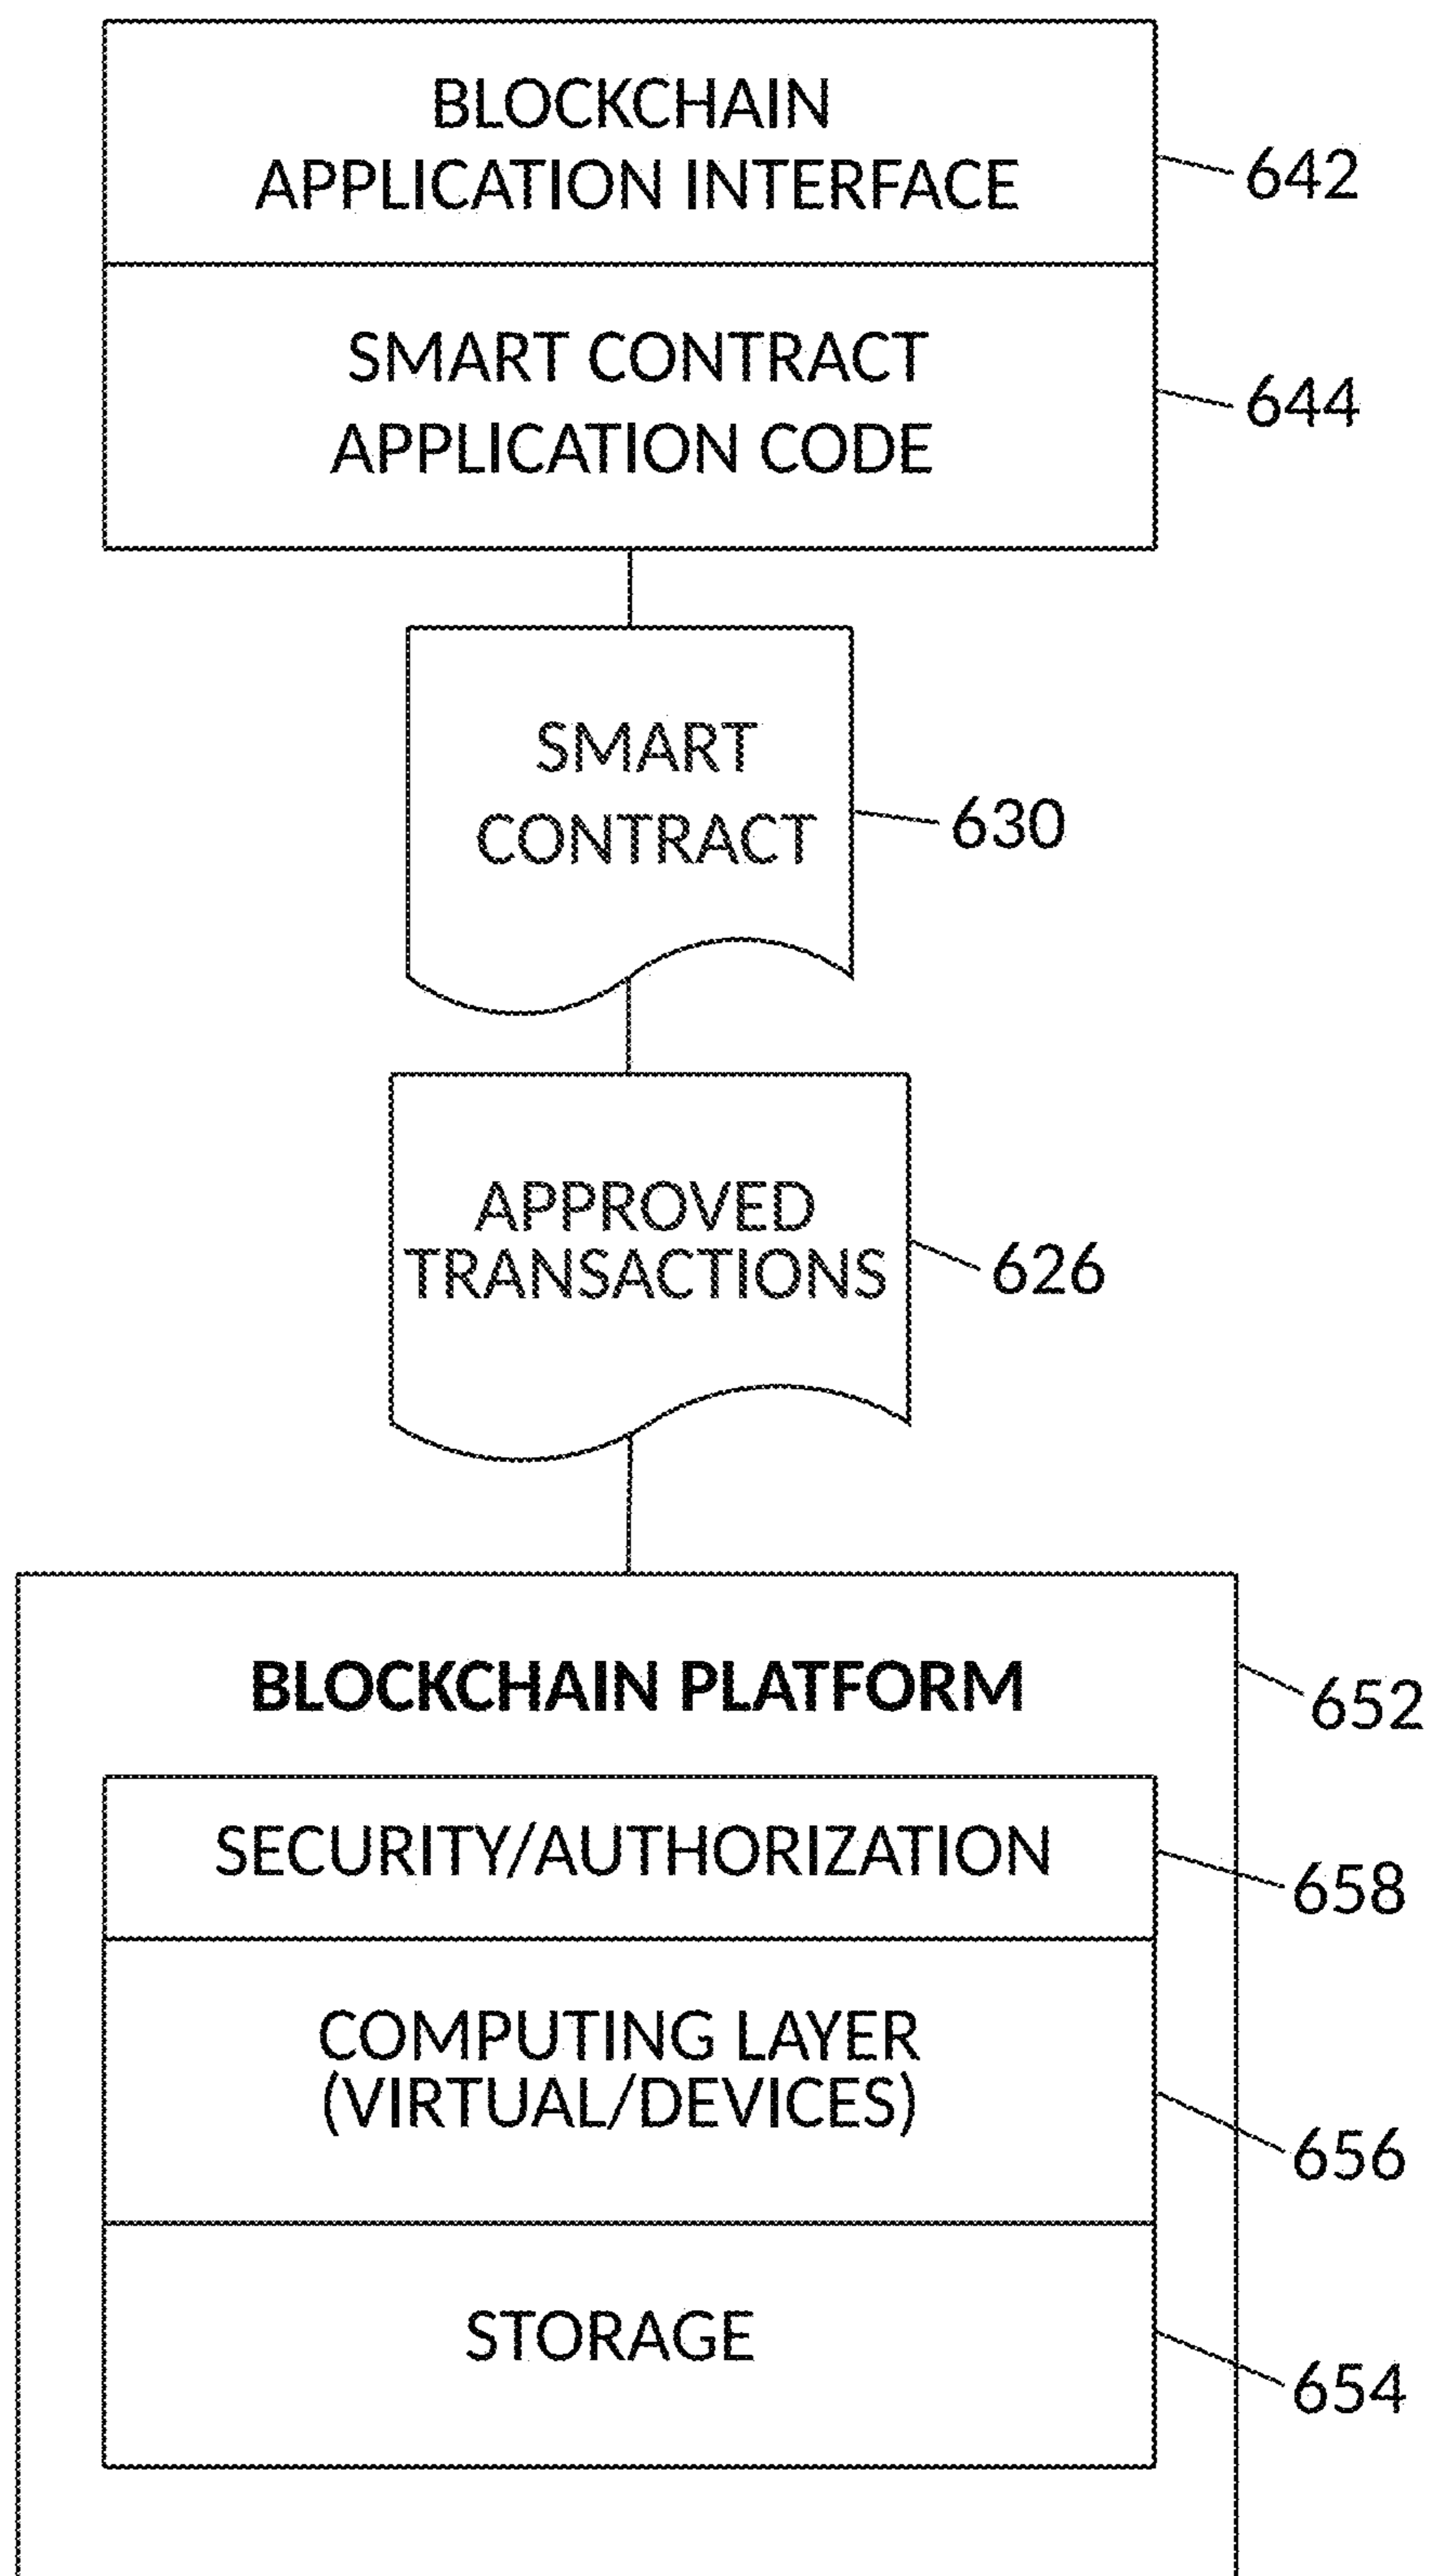 BLOCKCHAIN
APPLICATION INTERFACE
642
SMART CONTRACT
APPLICATION CODE
644
SMART
CONTRACT
630
APPROVED
TRANSACTIONS
626
BLOCKCHAIN PLATFORM
652
SECURITY/AUTHORIZATION
658
COMPUTING LAYER
(VIRTUAL/DEVICES)
656
STORAGE
654